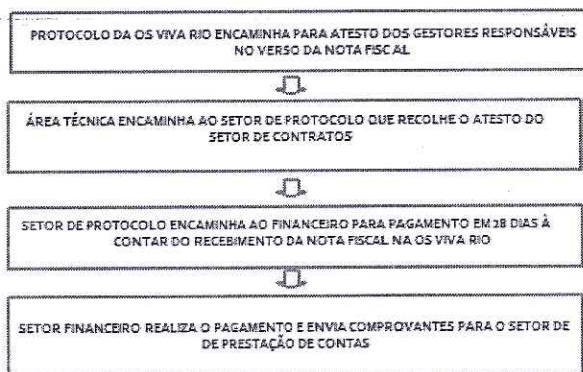 PROTOCOLO DA OS VIVA RIO ENCAMINHA PARA ATESTO DOS GESTORES RESPONSÁVEIS
NO VERSO DA NOTA FISCAL
ÁREA TÉCNICA ENCAMINHA AO SETOR DE PROTOCOLO QUE RECOLHE O ATESTO DO
SETOR DE CONTRATOS
SETOR DE PROTOCOLO ENCAMINHA AO FINANCEIRO PARA PAGAMENTO EM 28 DIAS À
CONTAR DO RECEBIMENTO DA NOTA FISCAL NA OS VIVA RIO
SETOR FINANCEIRO REALIZA O PAGAMENTO E ENVIA COMPROVANTES PARA O SETOR DE
DE PRESTAÇÃO DE CONTAS